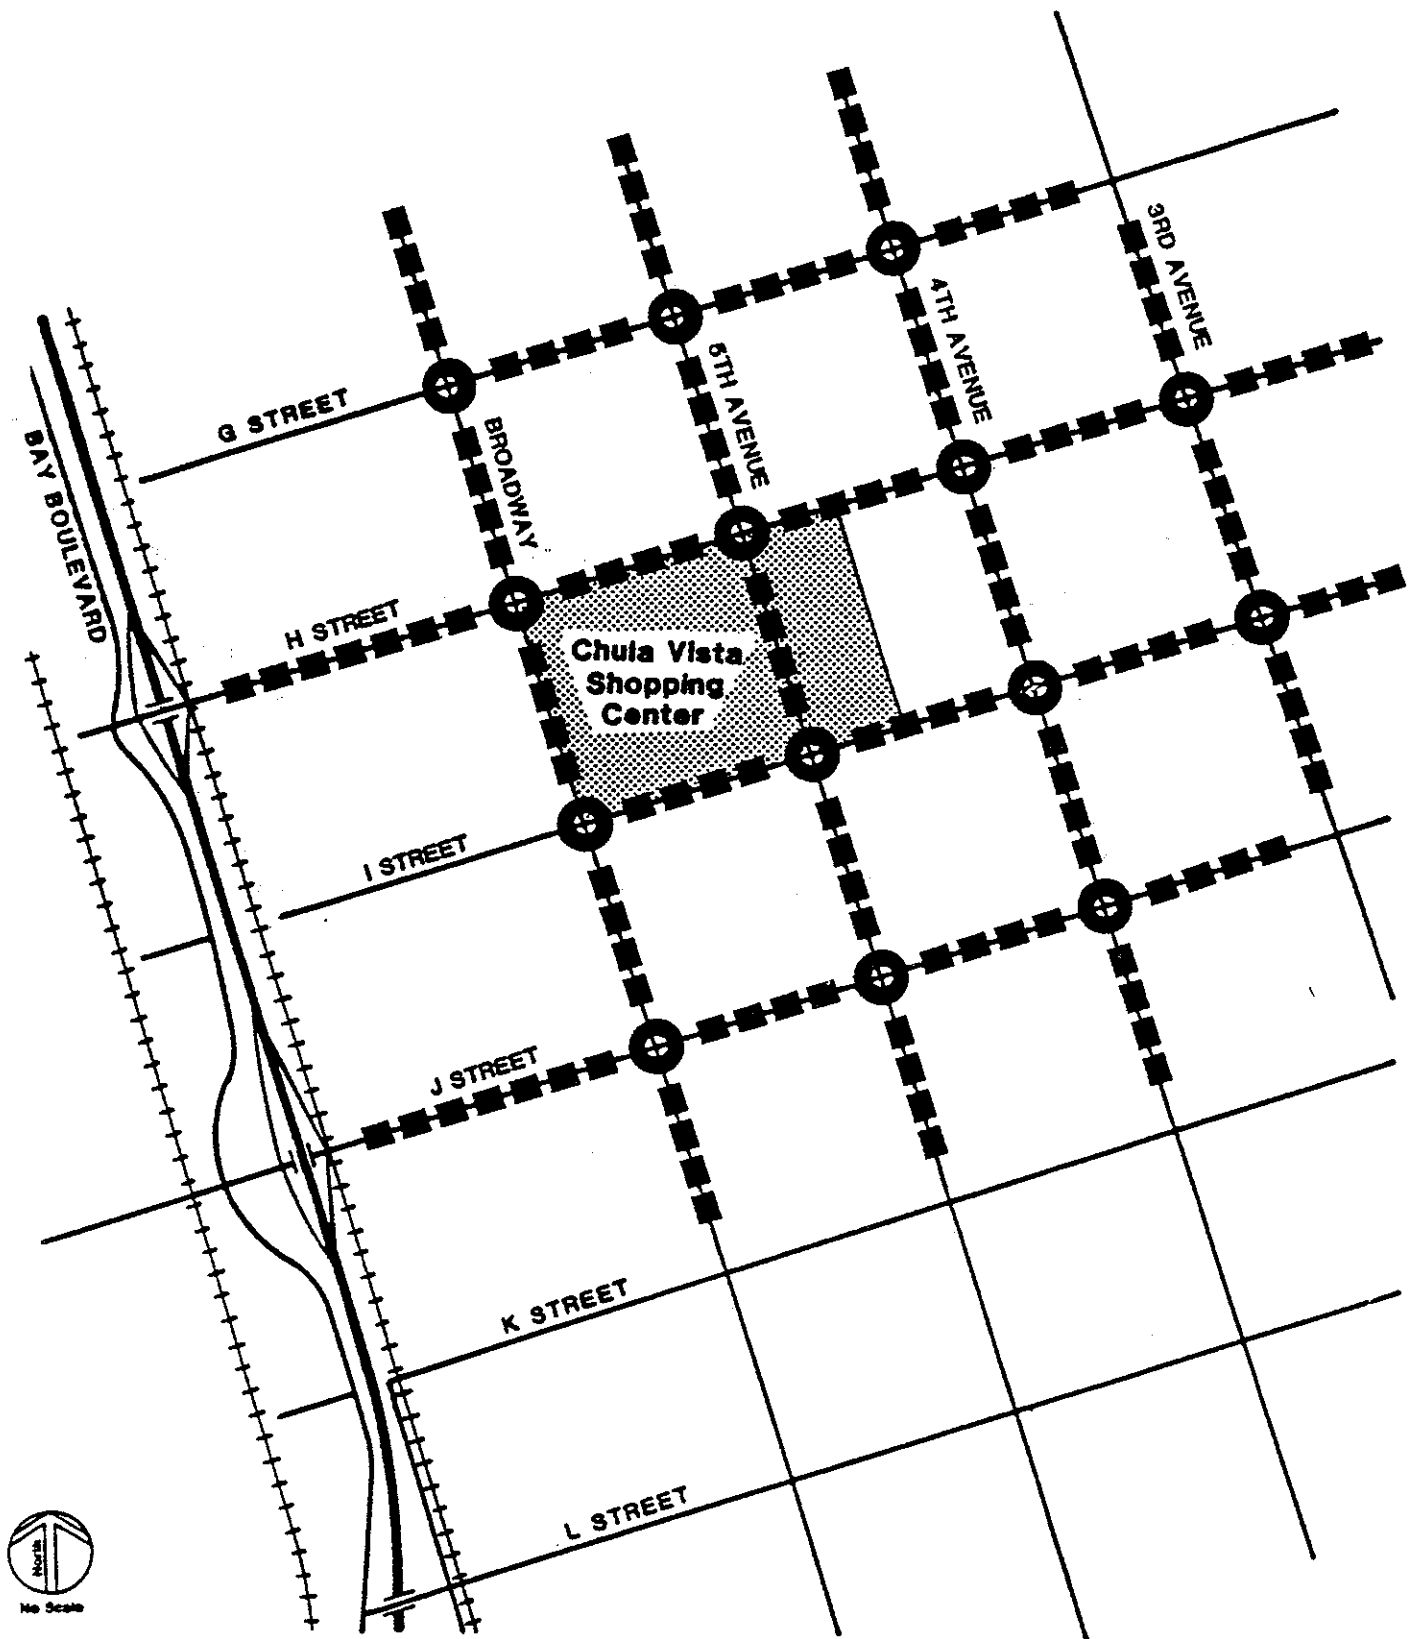 3RD AVENUE
4TH AVENUE
5TH AVENUE
G STREET
BROADWAY
BAY BOULEVARD
H STREET
Chula Vista
Shopping
Center
I STREET
J STREET
K STREET
L STREET
North
No Scale